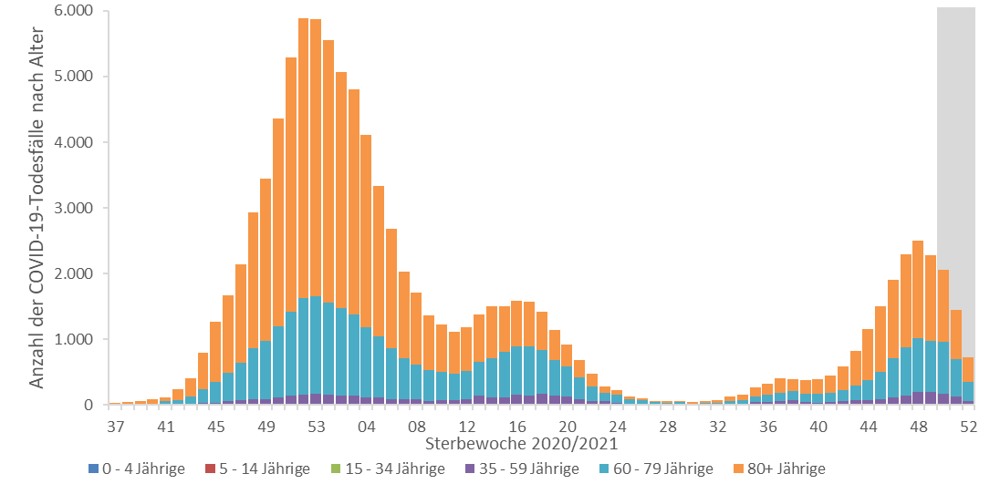 Anzahl der COVID-19-Todesfälle nach Alter
6.000
5.000
4.000
3.000
2.000
1.000
0
37 41 45 49 53 04 08 12 16 20 24 28 32 36 40 44 48 52
Sterbewoche 2020/2021
0 - 4 Jährige 5 - 14 Jährige 15 - 34 Jährige 35 - 59 Jährige 60 - 79 Jährige 80+ Jährige